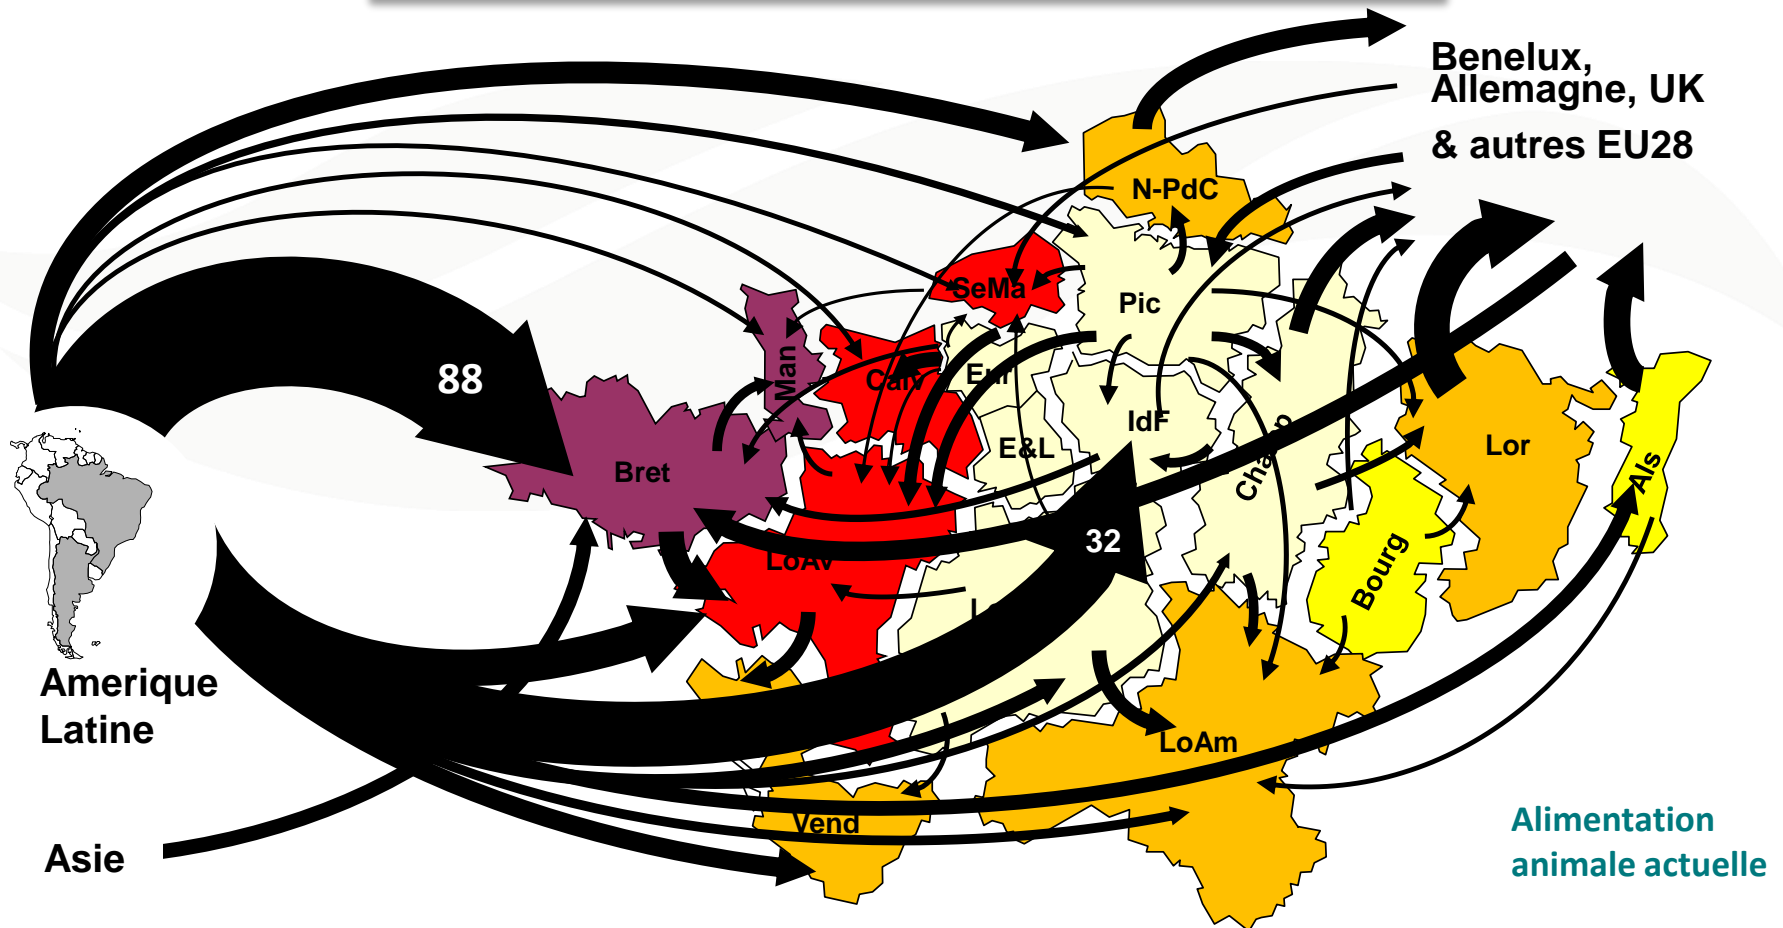 Benelux,
Allemagne, UK
& autres EU28
N-PdC
SeMa
Pic
88
Man
Calv
Eur
IdF
E&L
Bret
Lor
Als
32
LoAv
Bourg
LoAm
Vend
Amerique
Latine
Asie
Alimentation
animale actuelle